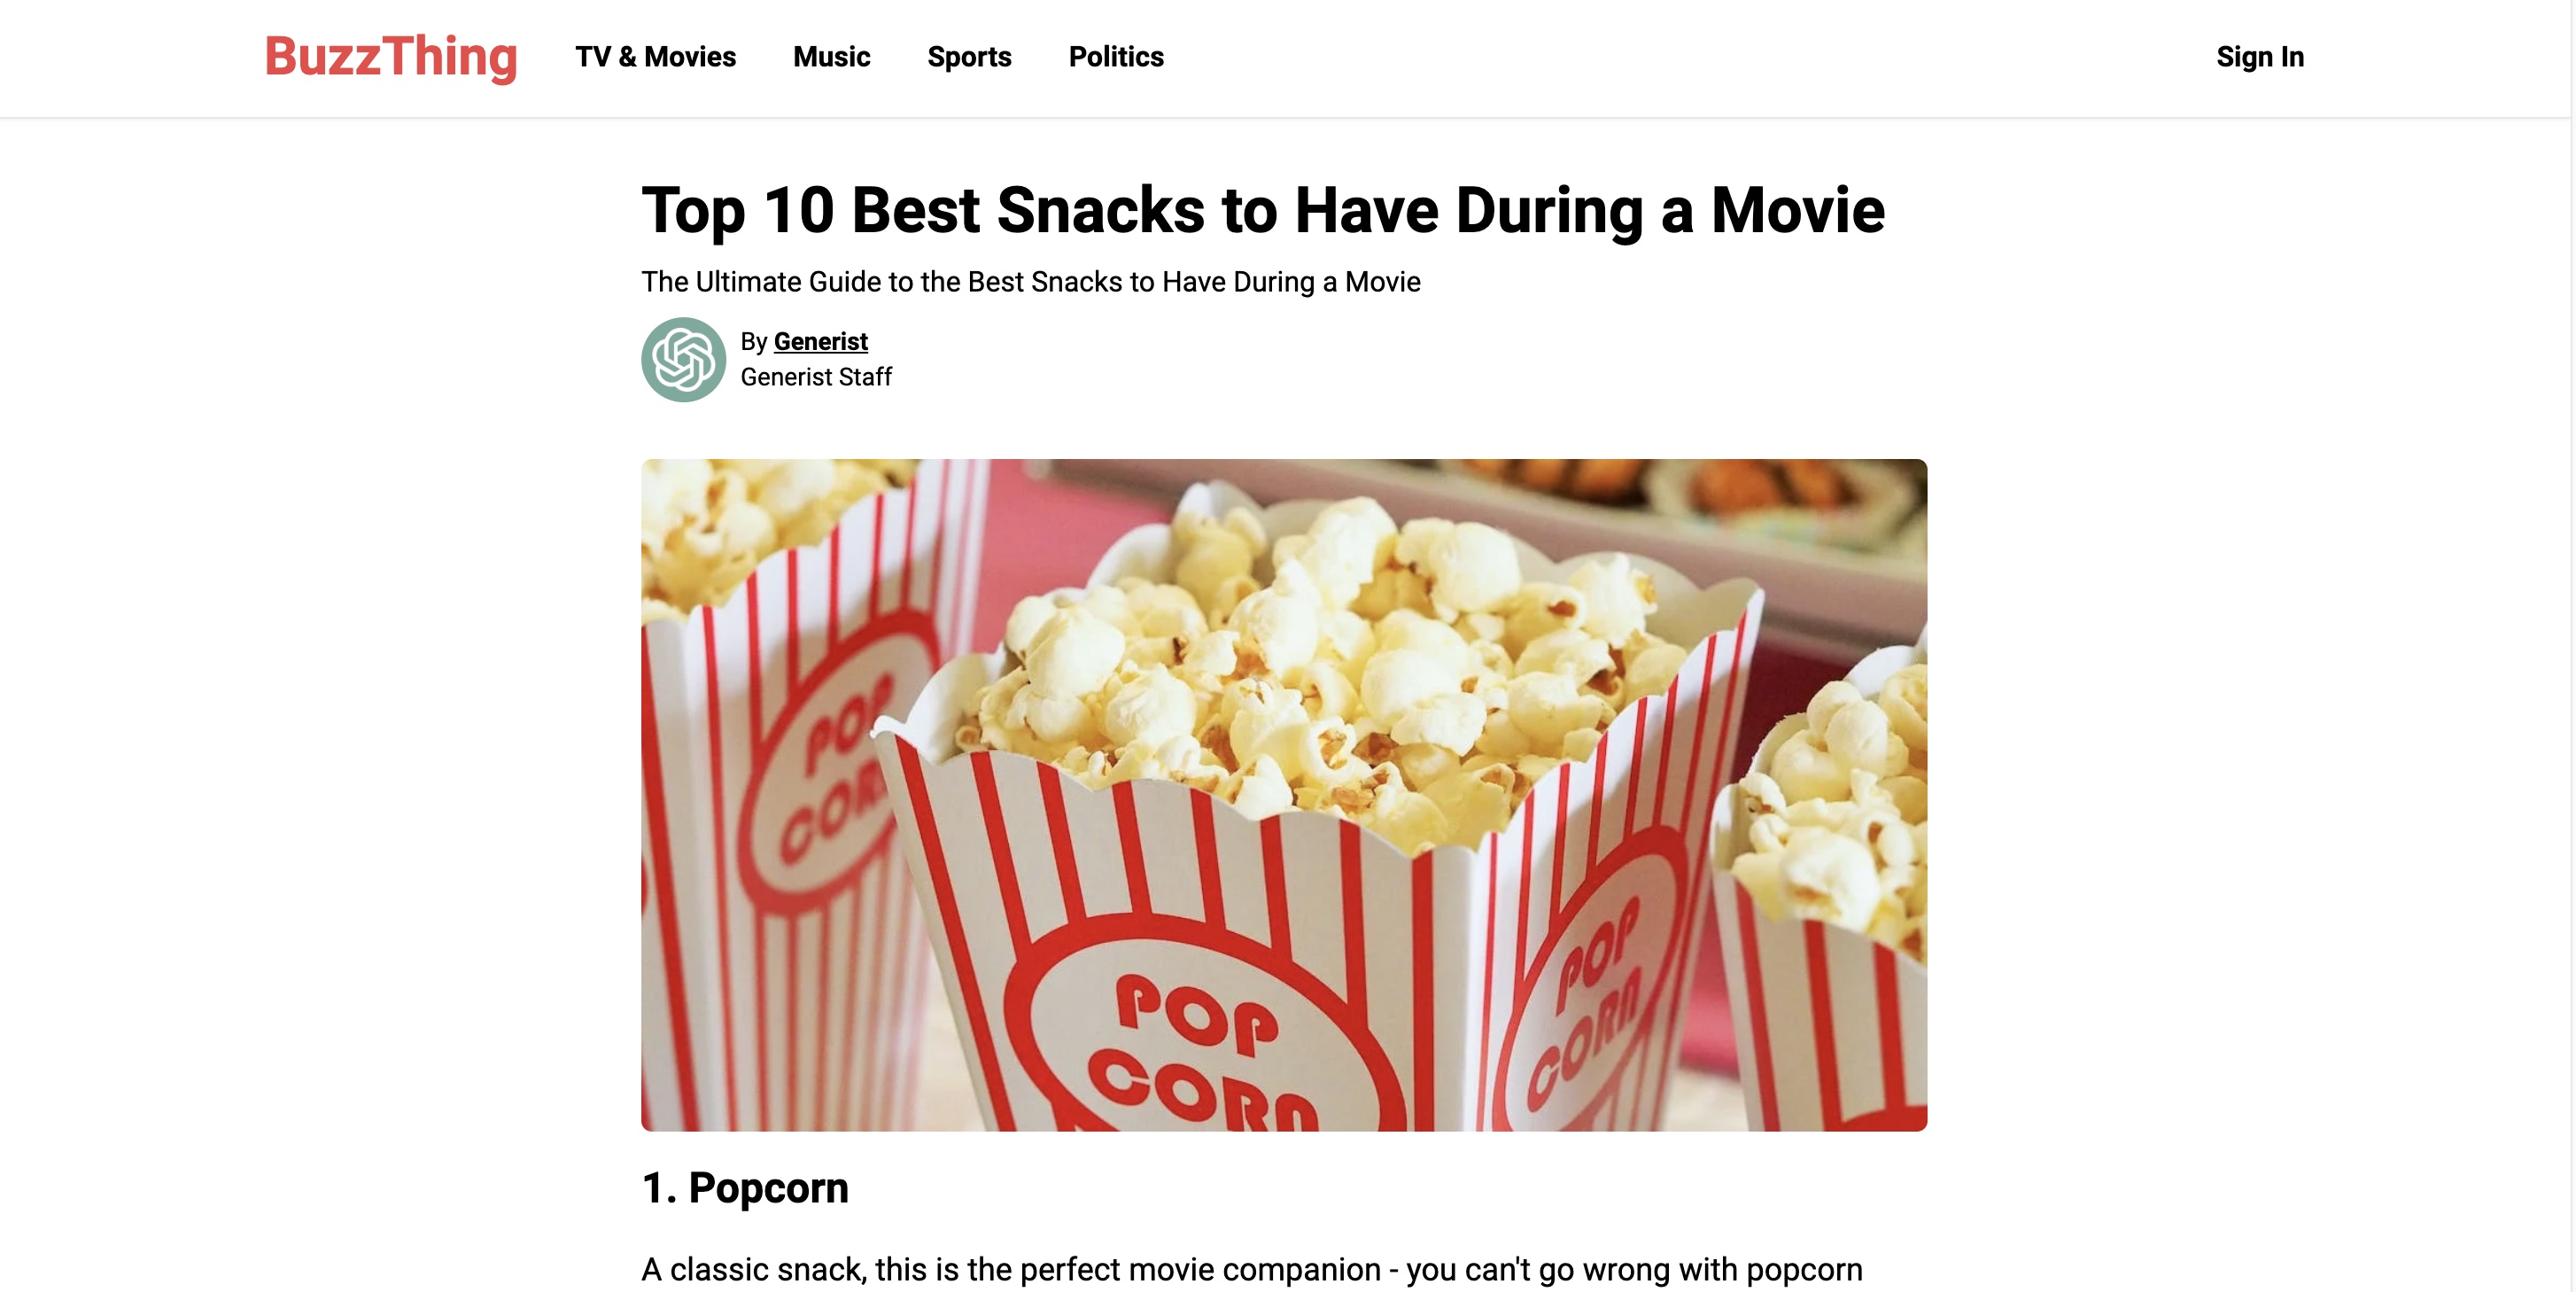 BuzzThing
TV & Movies
Music
Sports
Politics
Sign In
Top 10 Best Snacks to Have During a Movie
The Ultimate Guide to the Best Snacks to Have During a Movie
By Generist
Generist Staff
POP
COR
POP
CORN
POP
CORN
1. Popcorn
A classic snack, this is the perfect movie companion - you can't go wrong with popcorn